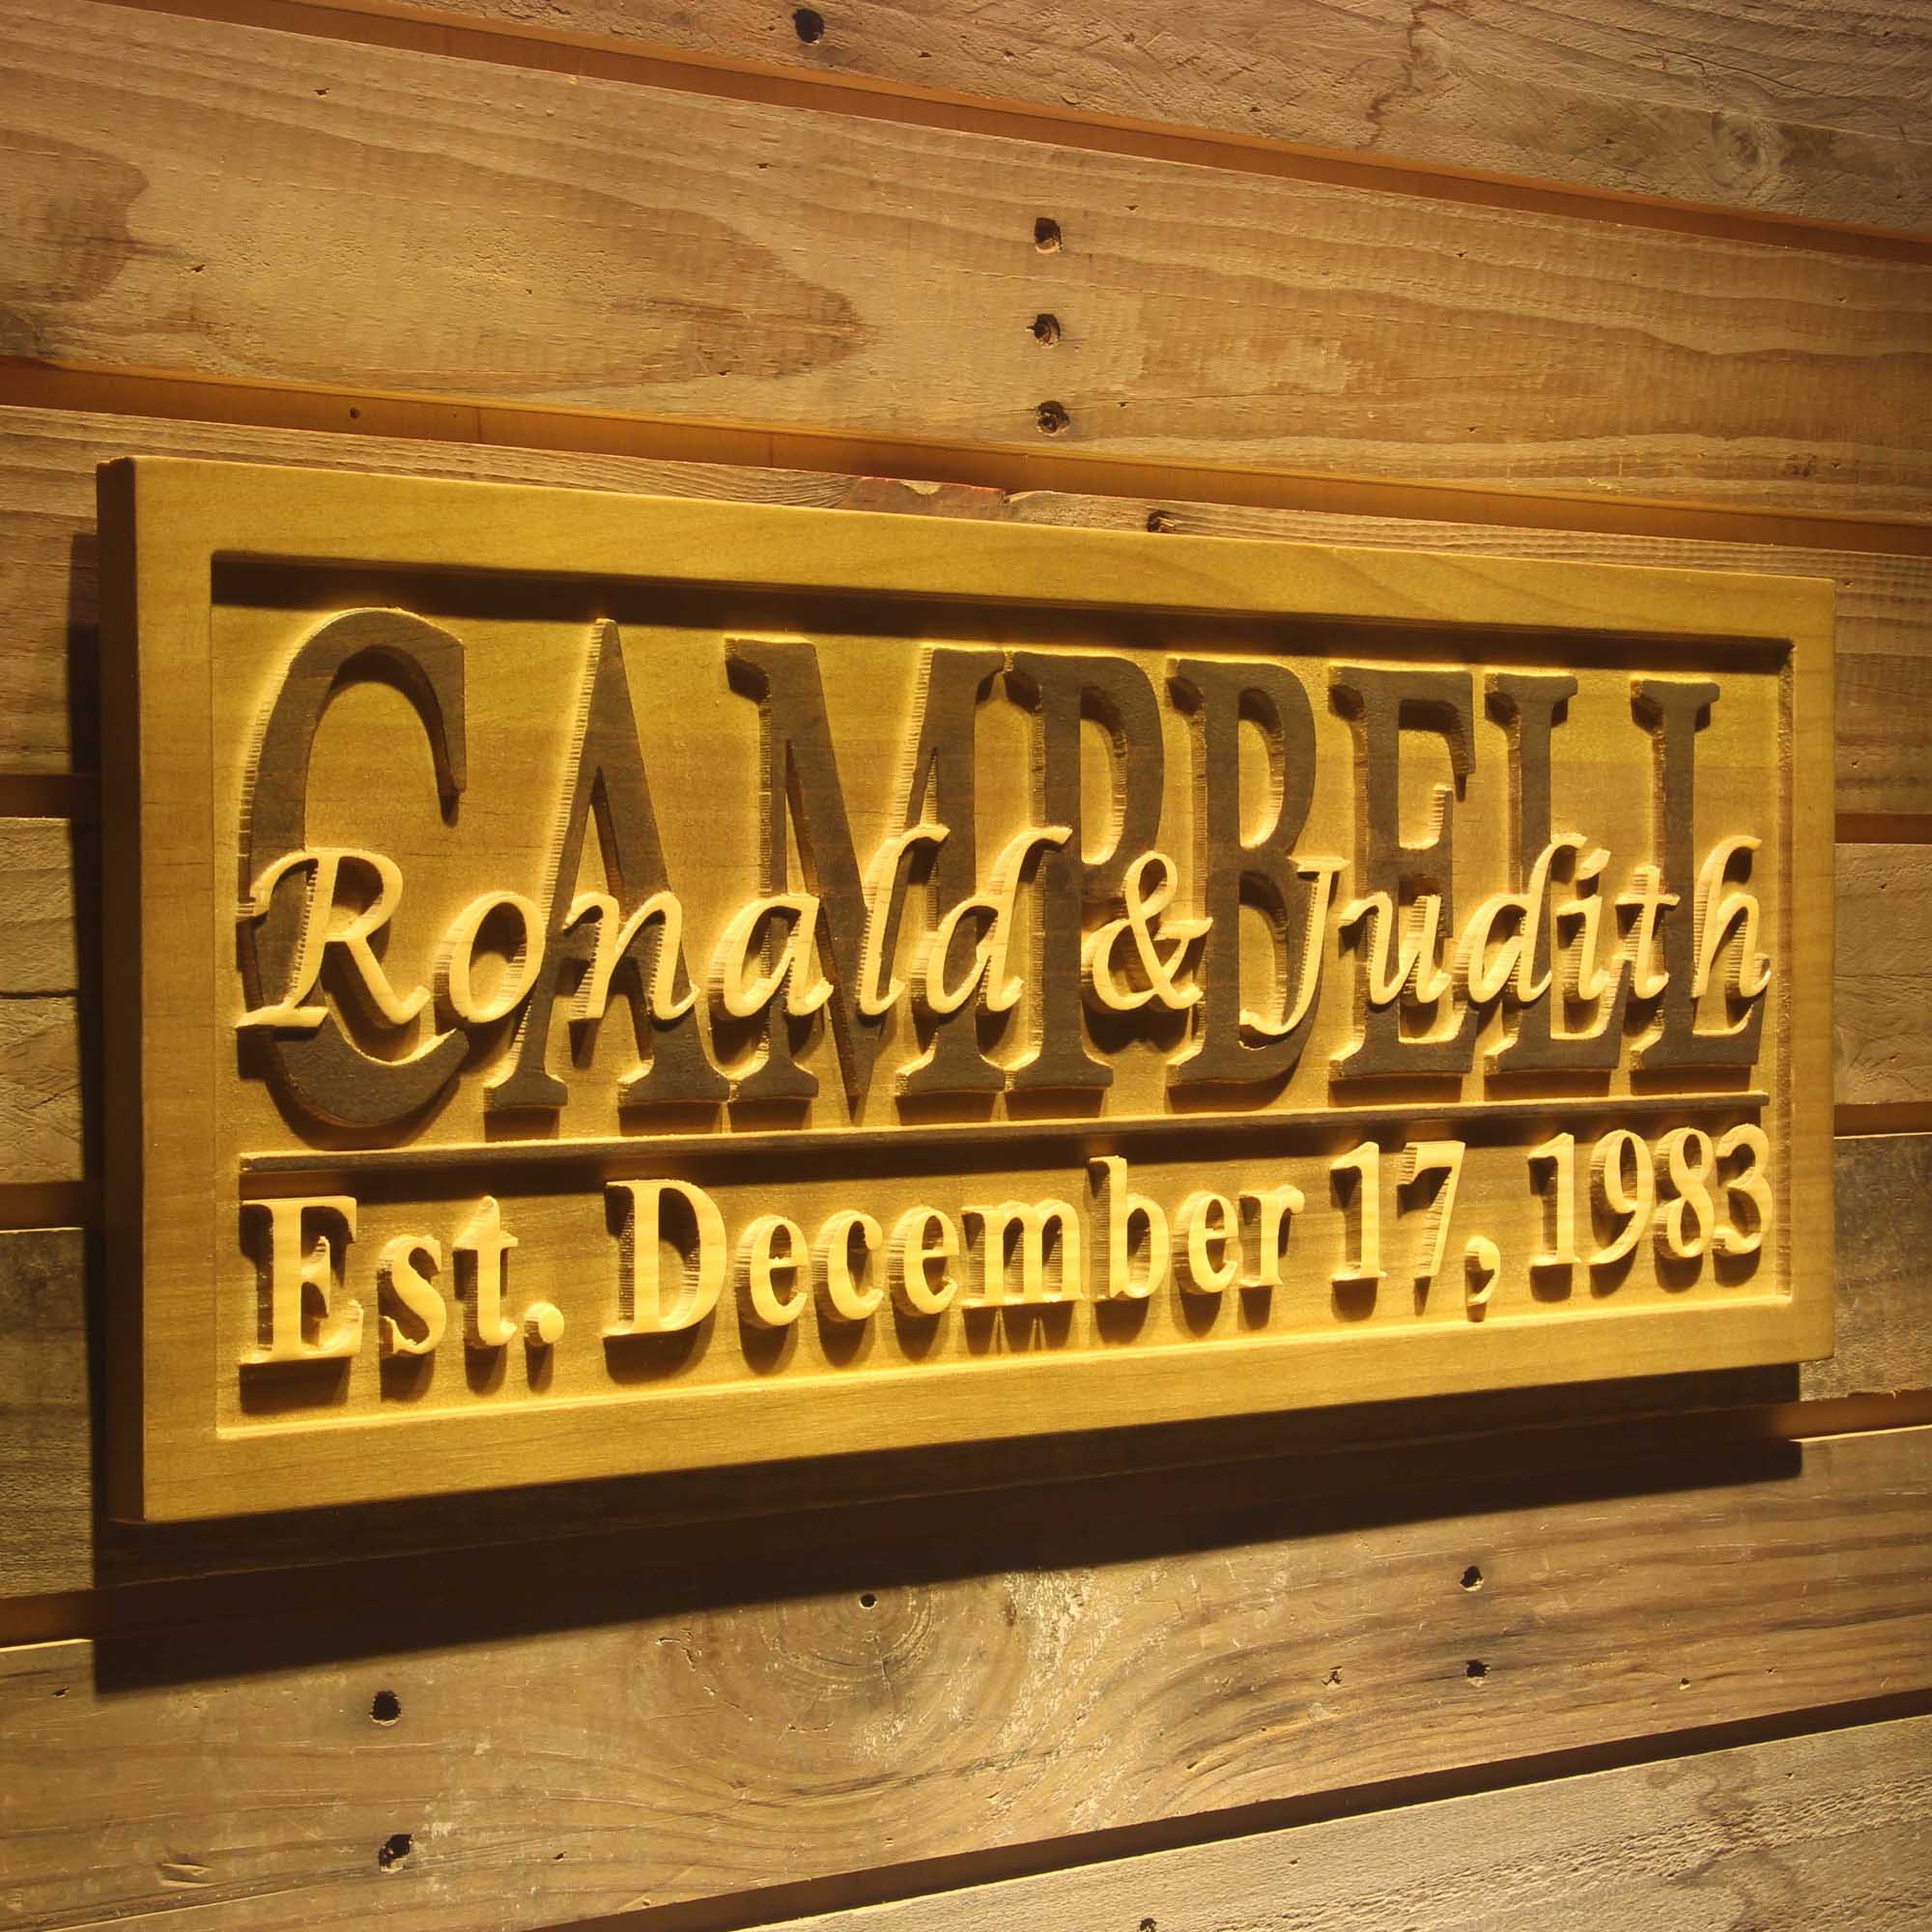 CAMPBELL
Ronald & Judith
Est. December 17, 1983